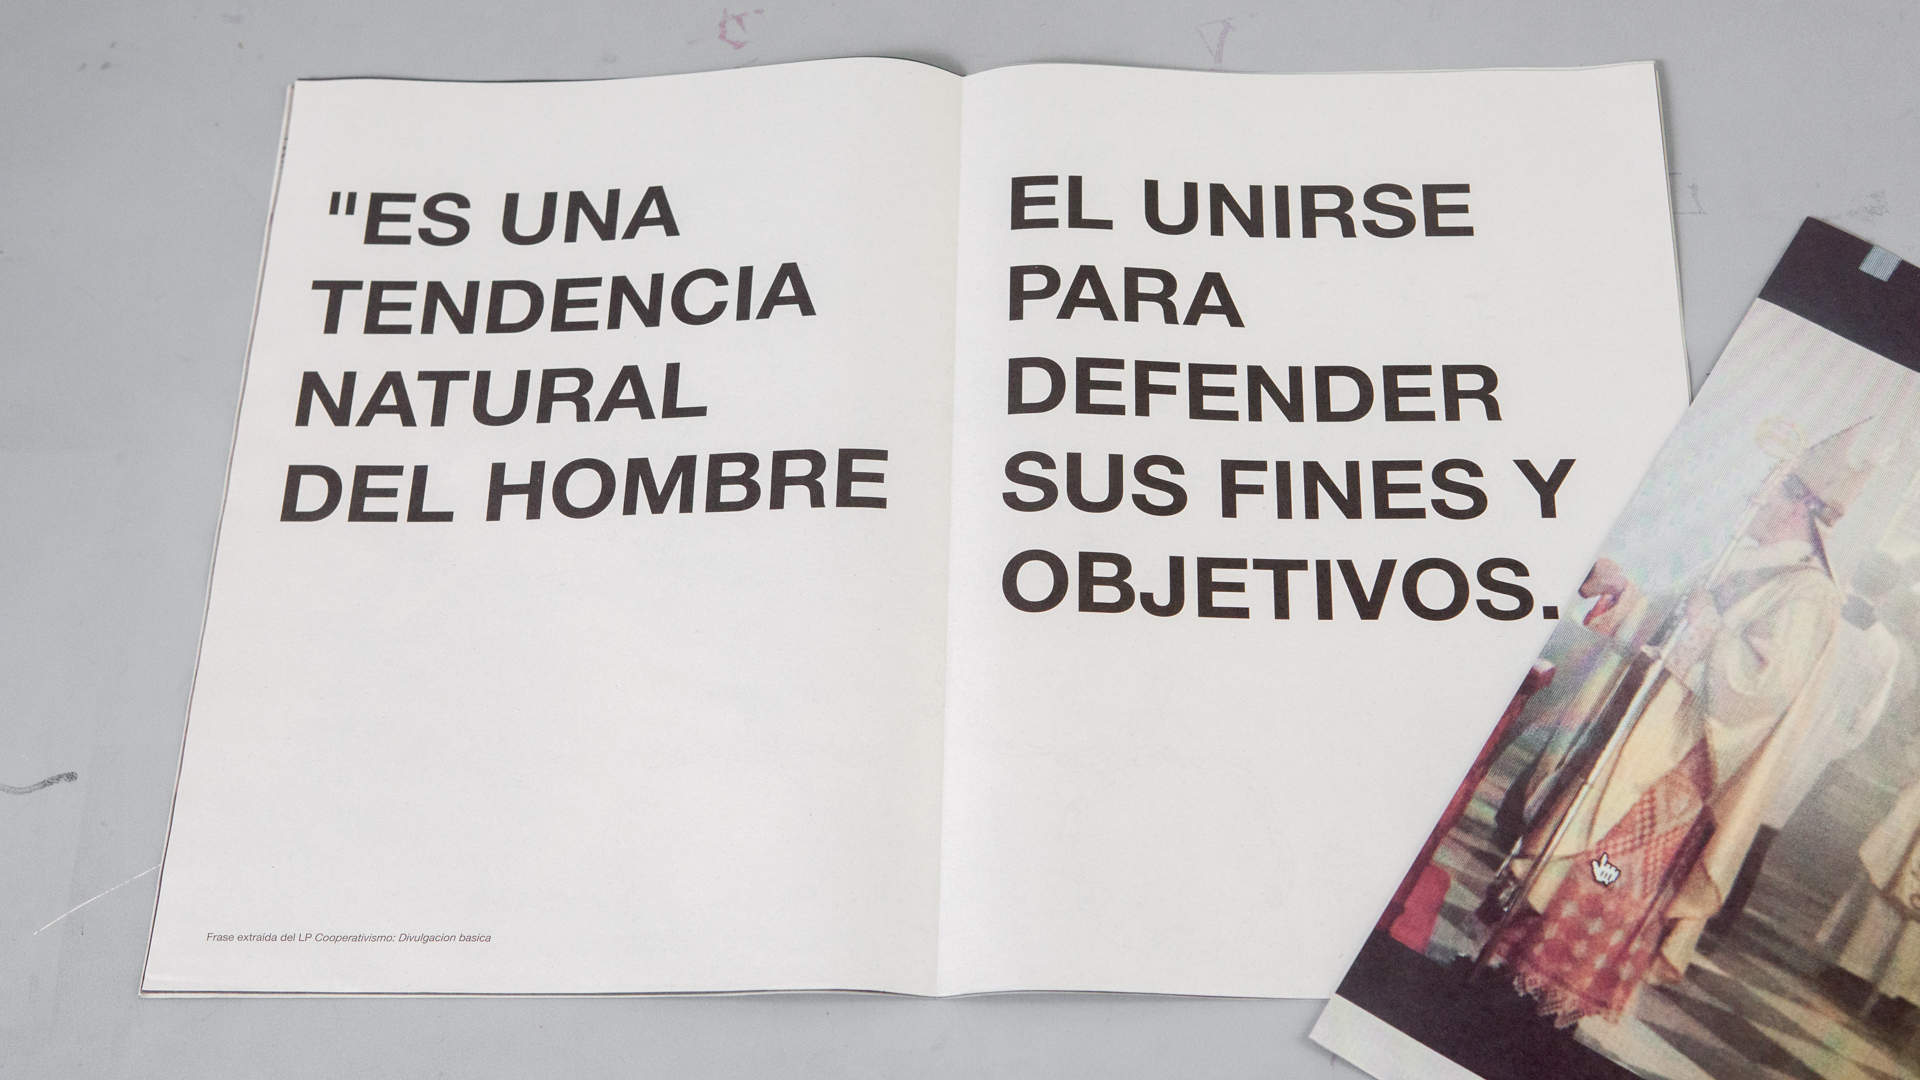 "ES UNA
TENDENCIA
NATURAL
DEL HOMBRE
EL UNIRSE
PARA
DEFENDER
SUS FINES Y
OBJETIVOS.
Frase extraída del LP Cooperativismo: Divulgacion basica